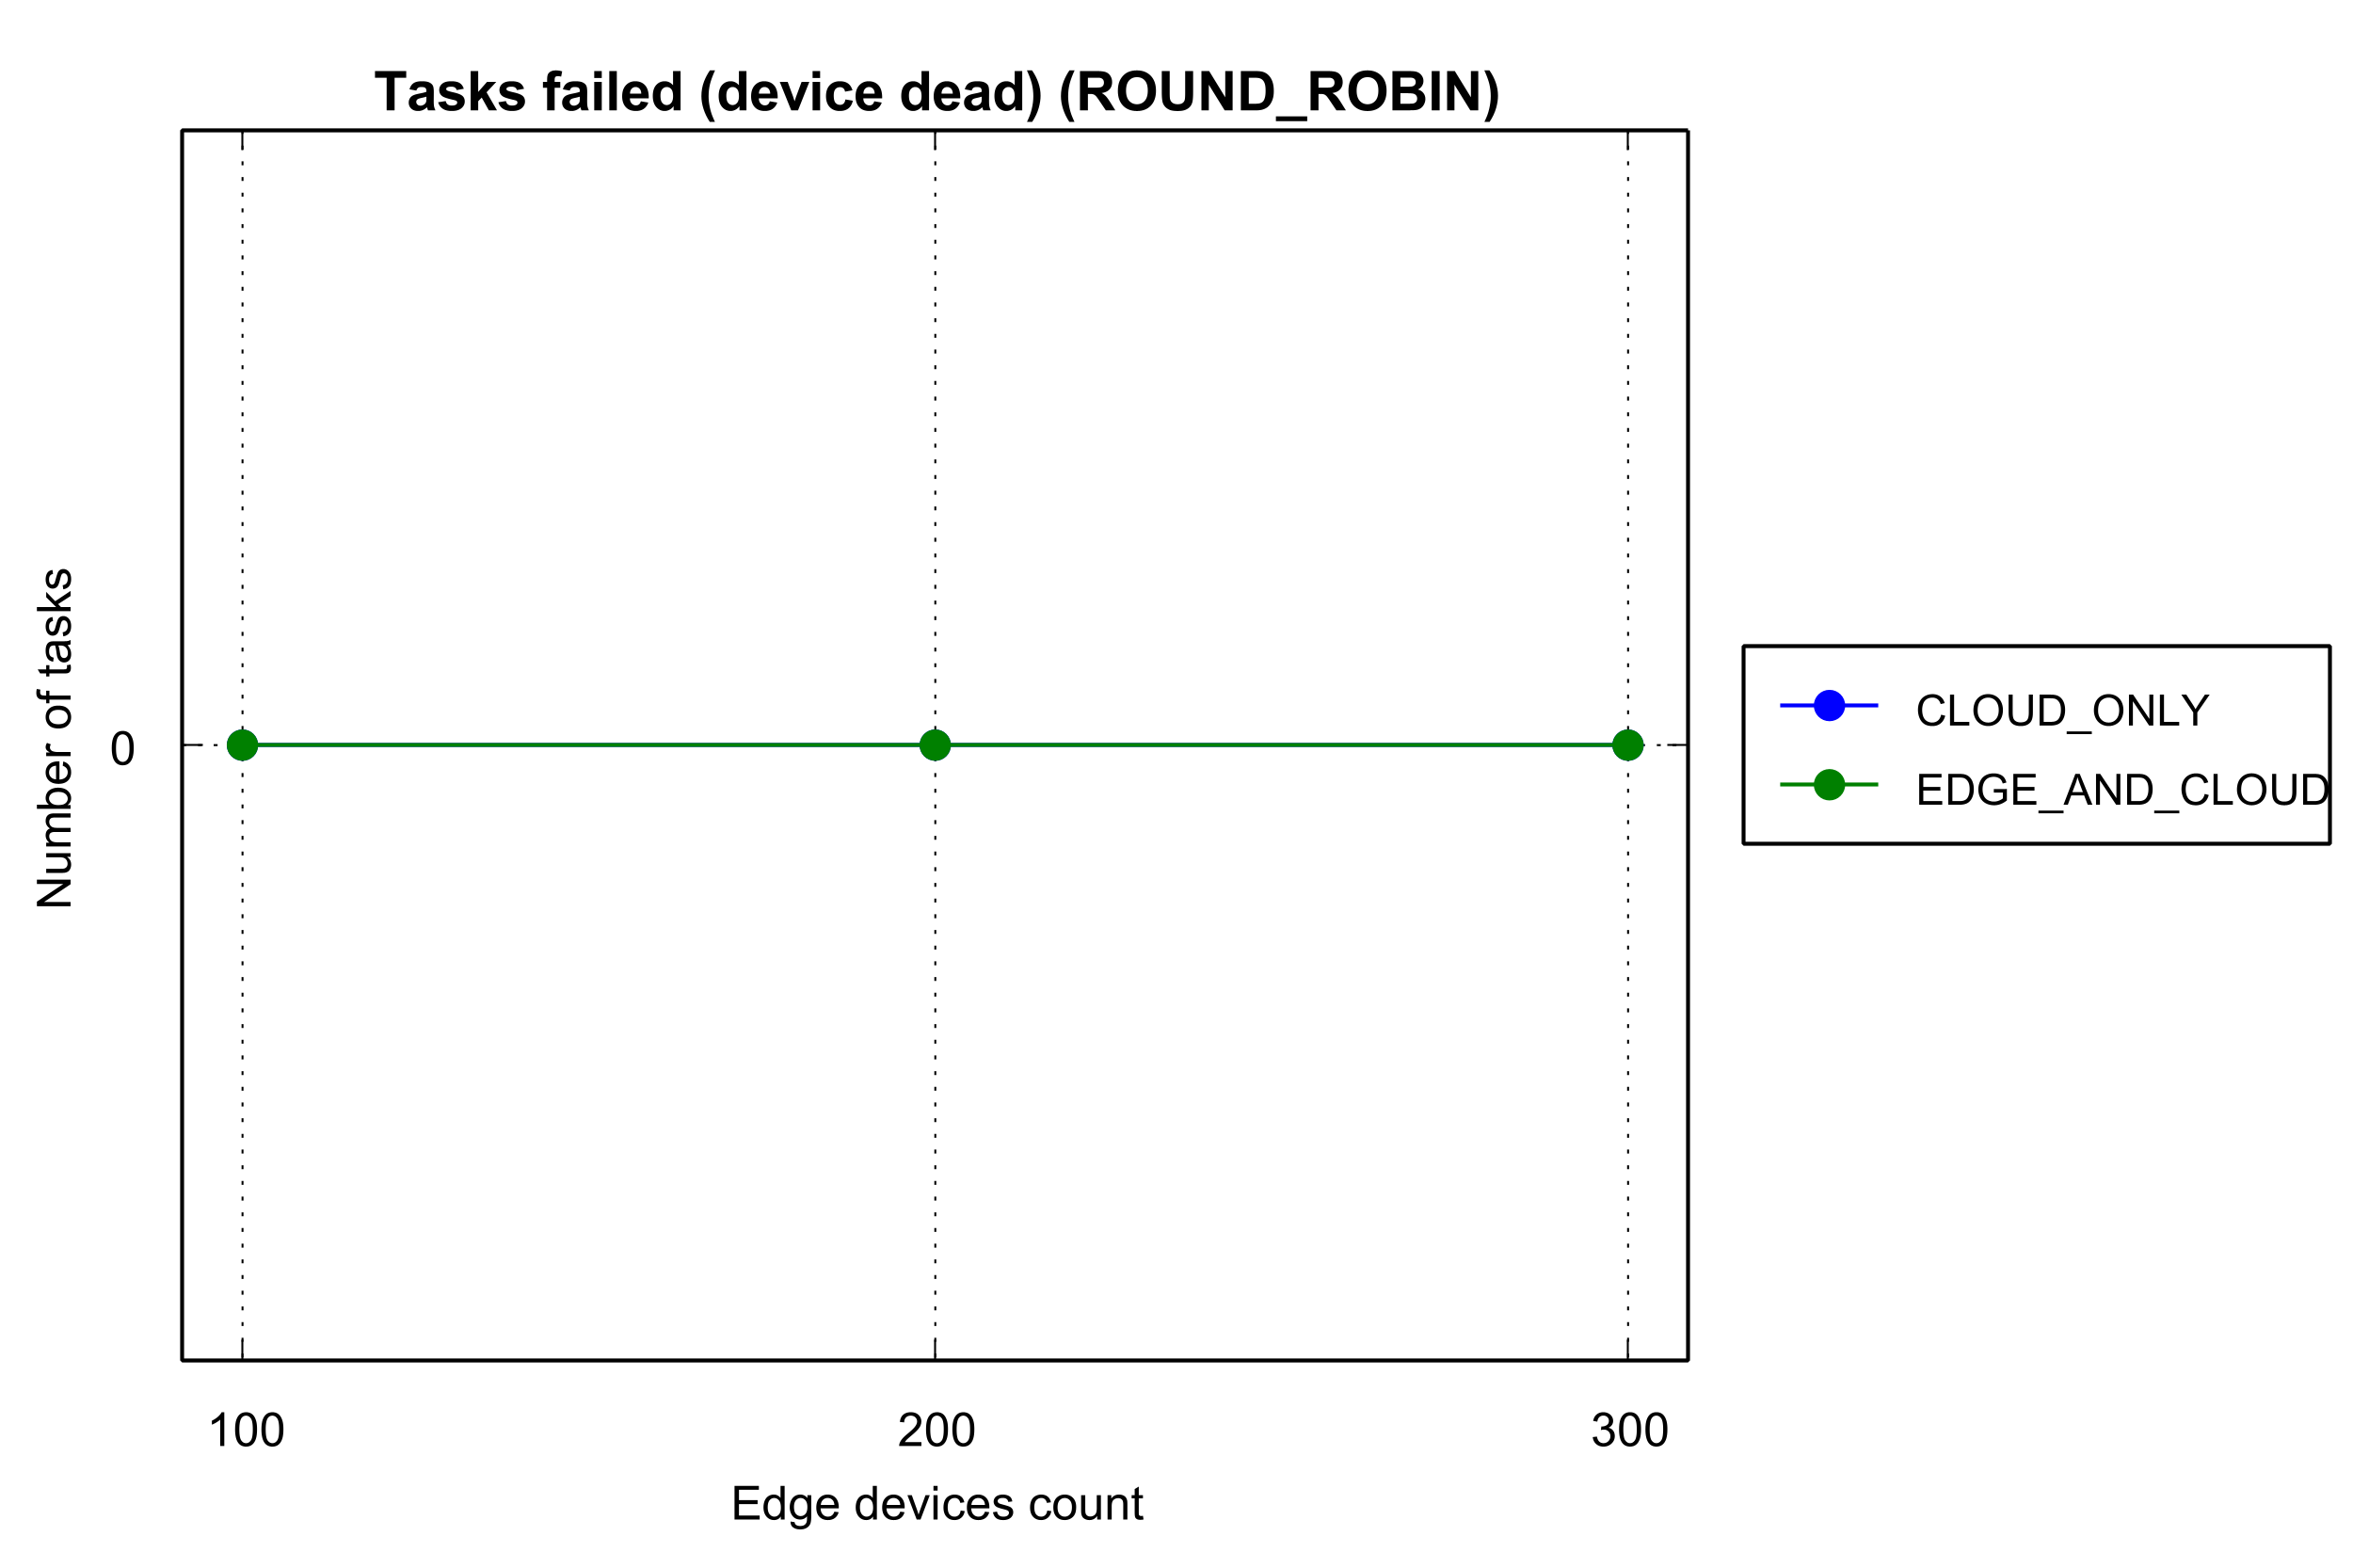 Tasks failed (device dead) (ROUND_ROBIN)
Number of tasks
0
CLOUD_ONLY
EDGE_AND_CLOUD
100 200 300
Edge devices count